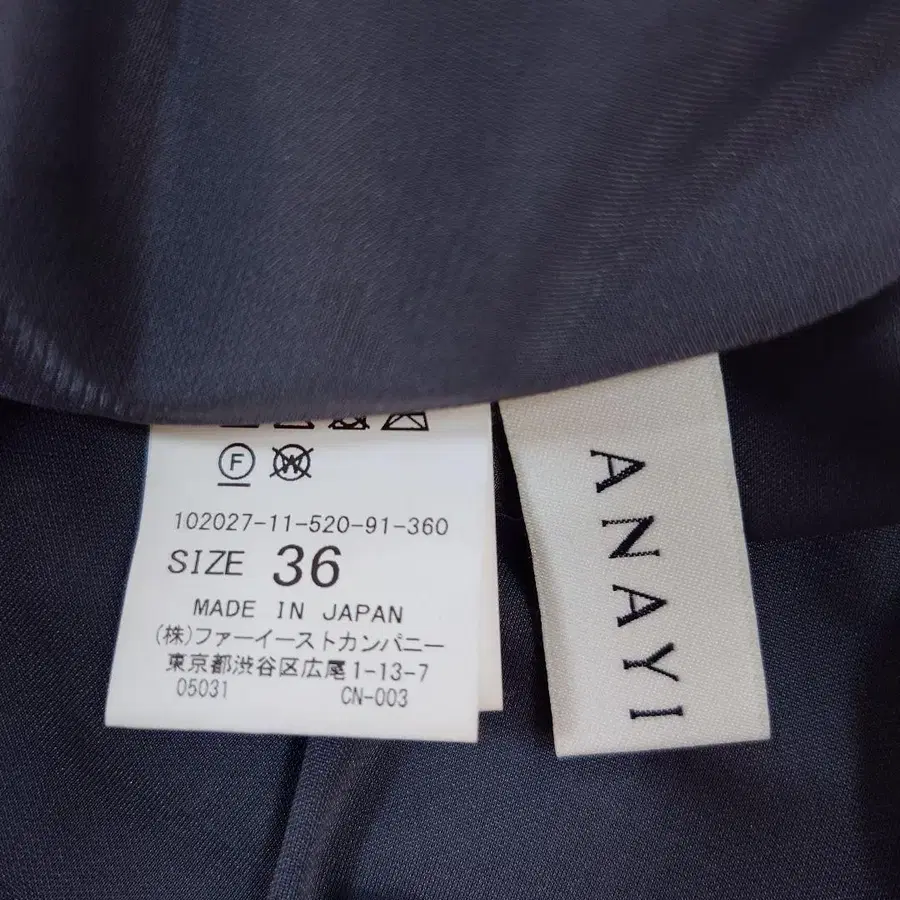 F
W
102027-11-520-91-360
SIZE 36
MADE IN JAPAN
(株)ファーイーストカンパニー
東京都渋谷区広尾1-13-7
05031 CN-003
ANAYI